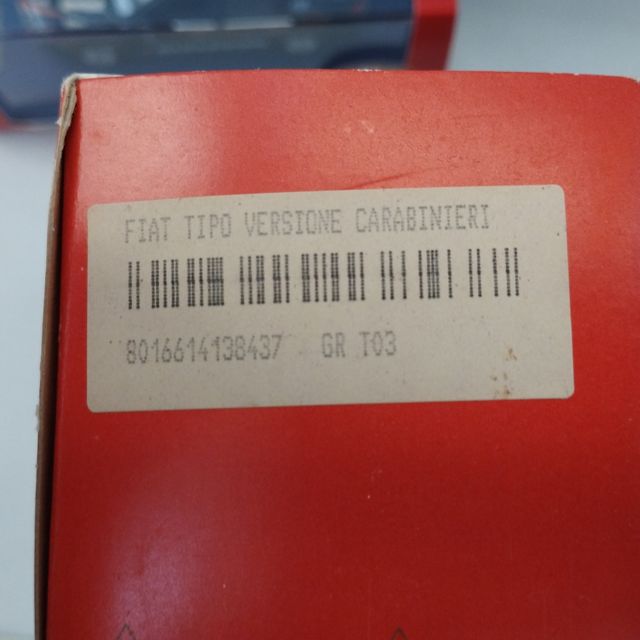 FIAT TIPO VERSIONE CARABINIERI
8016614138437 GR T03